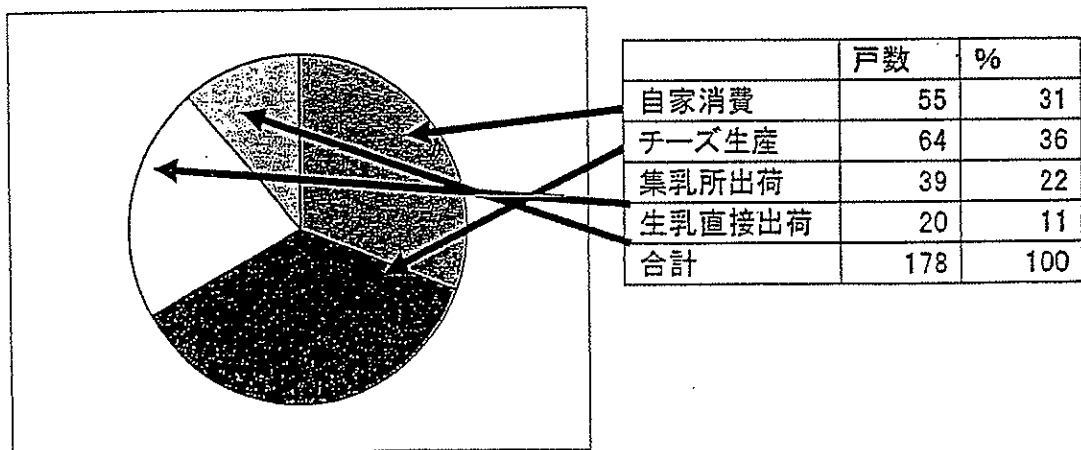 戸数 %
自家消費 55 31
チーズ生産 64 36
集乳所出荷 39 22
生乳直接出荷 20 11
合計 178 100